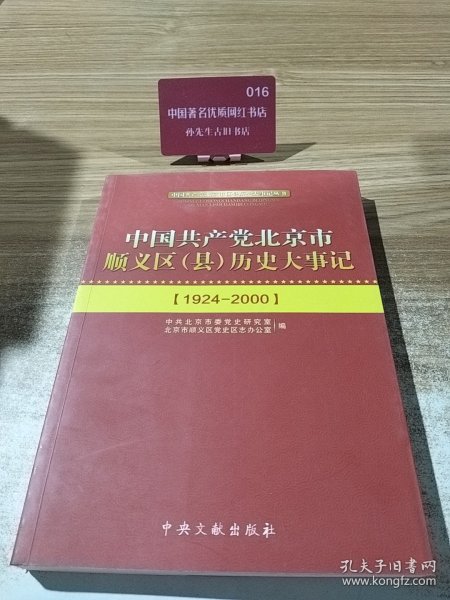 016
中国著名优质网红书店
孙先生古旧书店
中国共产党北京市
顺义区（县）历史大事记
【1924-2000】
中共北京市委党史研究室
北京市顺义区党史区志办公室
编
中央文献出版社
孔夫子旧书网
www.kongfz.com